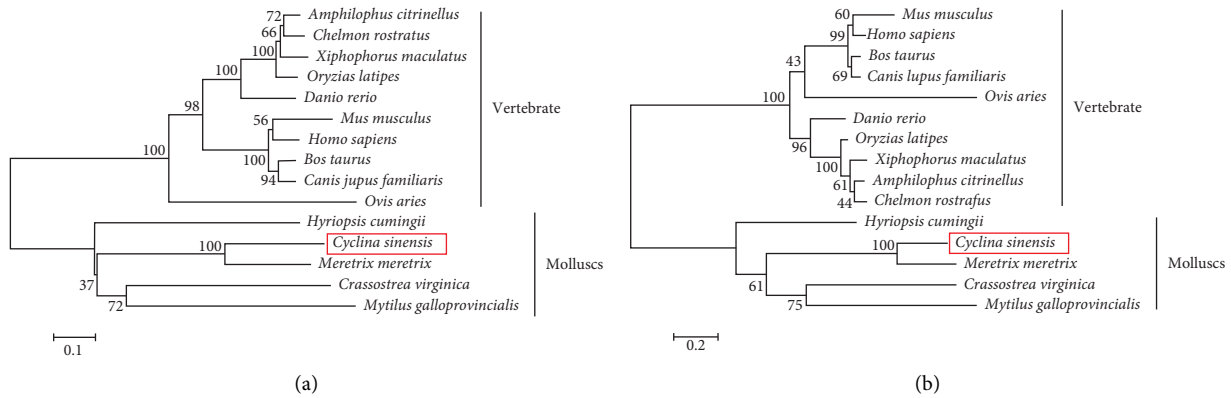 72
Amphilophus citrinellus
66
Chelmon rostratus
100
Xiphophorus maculatus
100
Oryzias latipes
Danio rerio
98
56
Mus musculus
Homo sapiens
100
100
Bos taurus
94
Canis jupus familiaris
Ovis aries
Vertebrate
Hyriopsis cumingii
100
Cyclina sinensis
37
Meretrix meretrix
Crassostrea virginica
72
Mytilus galloprovincialis
Molluscs
0.1
(a)
60
Mus musculus
99
Homo sapiens
43
Bos taurus
69
Canis lupus familiaris
100
Ovis aries
Danio rerio
96
Oryzias latipes
100
Xiphophorus maculatus
61
Amphilophus citrinellus
44
Chelmon rostrafus
Vertebrate
Hyriopsis cumingii
100
Cyclina sinensis
61
Meretrix meretrix
Crassostrea virginica
75
Mytilus galloprovincialis
Molluscs
0.2
(b)